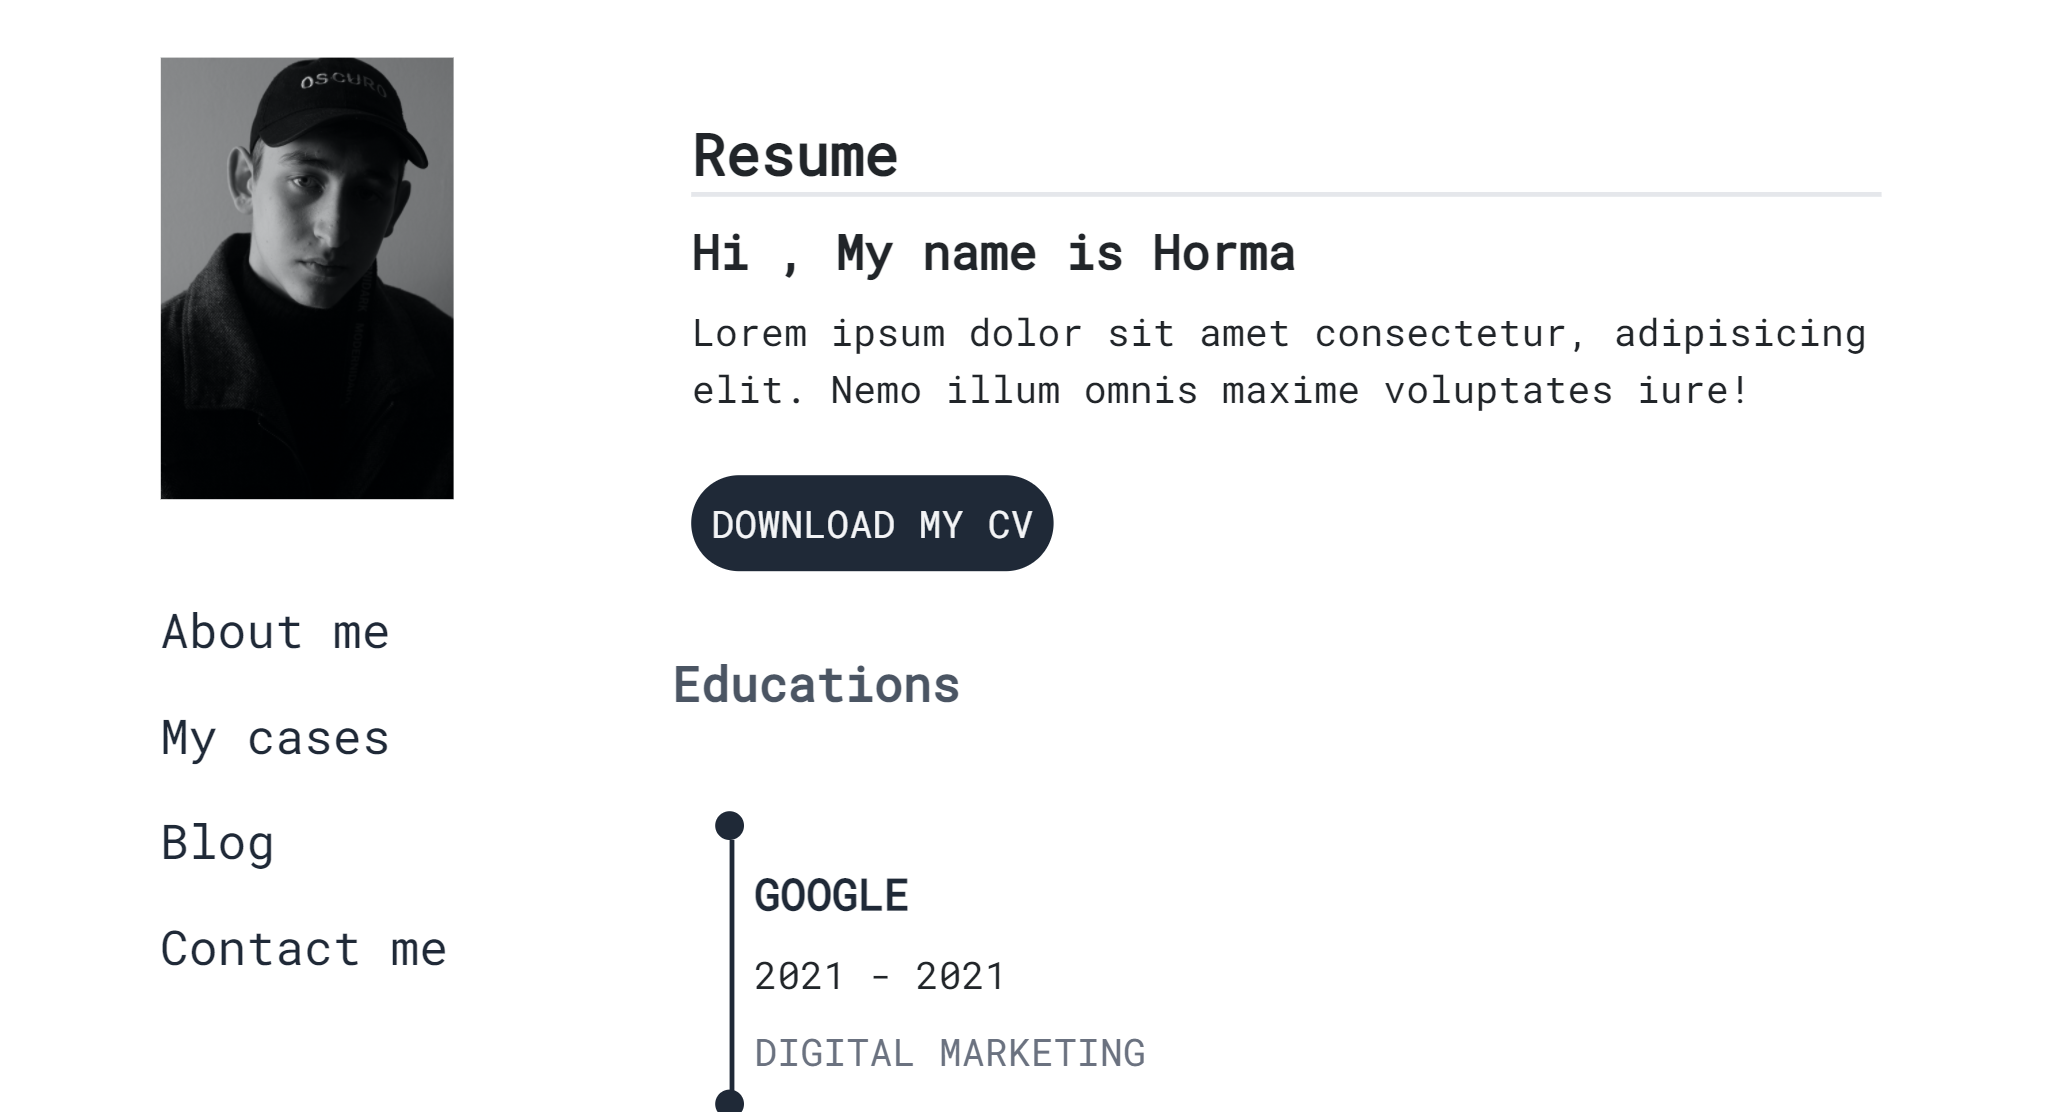 OSCURO
About me
My cases
Blog
Contact me
Resume
Hi , My name is Horma
Lorem ipsum dolor sit amet consectetur, adipisicing
elit. Nemo illum omnis maxime voluptates iure!
DOWNLOAD MY CV
Educations
GOOGLE
2021 - 2021
DIGITAL MARKETING